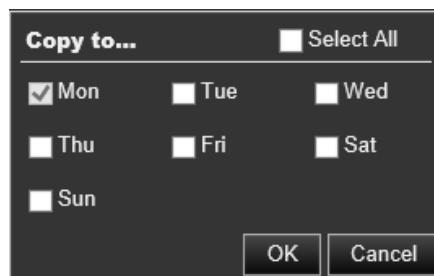 Copy to... Select All
Mon Tue Wed
Thu Fri Sat
Sun
OK Cancel